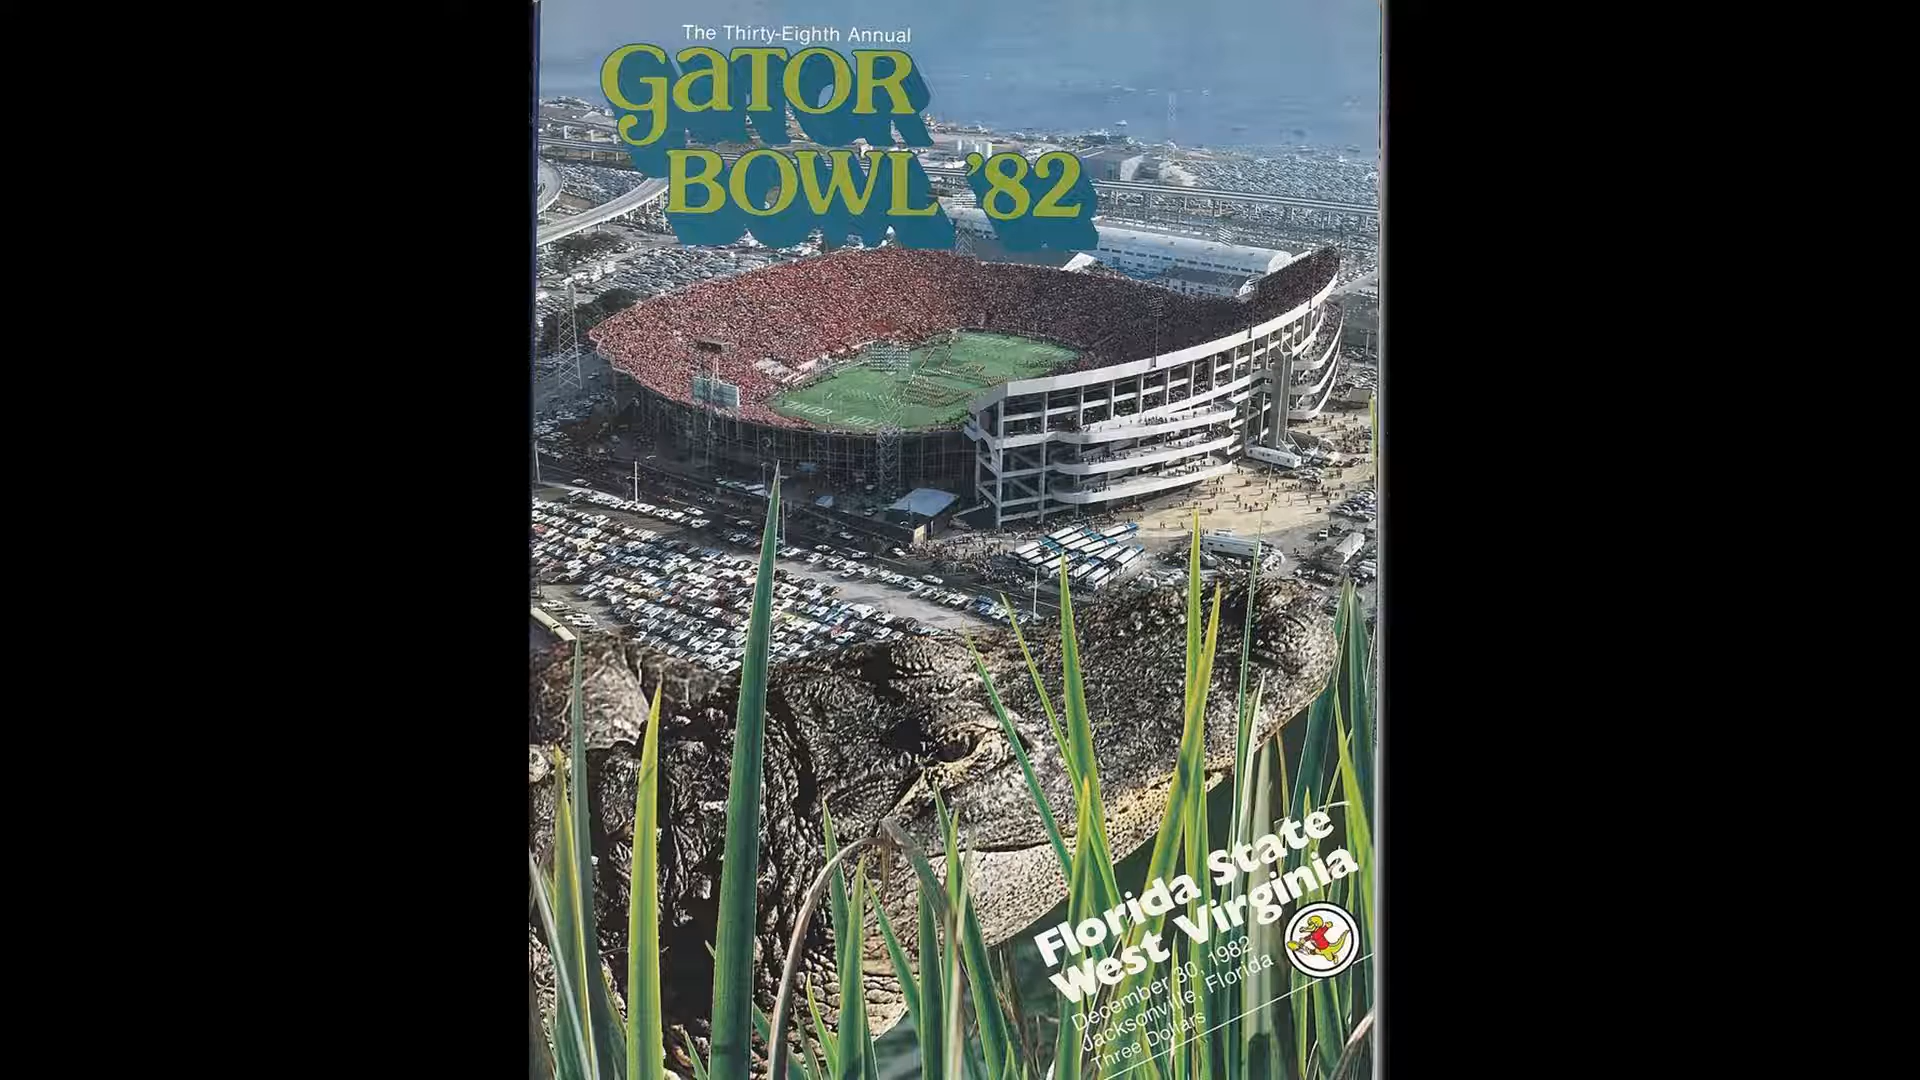 The Thirty-Eighth Annual
GaTOR
BOWL '82
Florida State
West Virginia
December 30, 1982
Jacksonville, Florida
Three Dollars